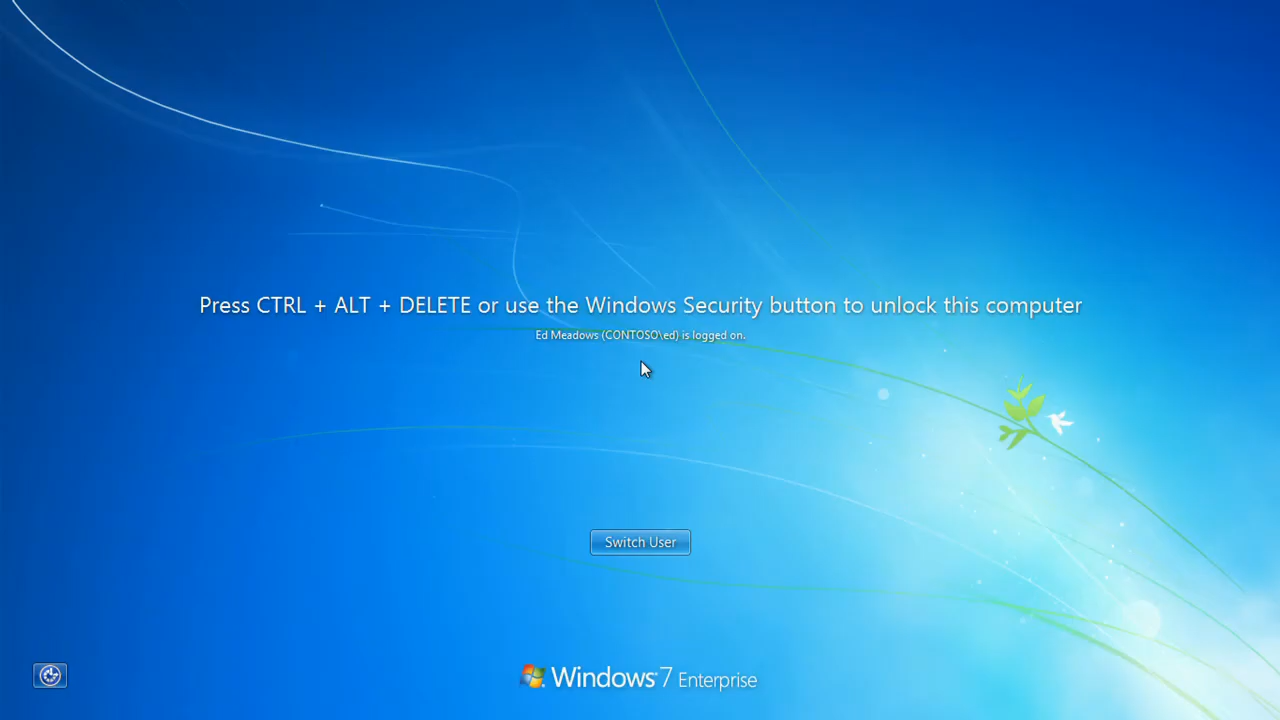 Press CTRL + ALT + DELETE or use the Windows Security button to unlock this computer
Ed Meadows (CONTOSO\ed) is logged on.
Switch User
Windows 7 Enterprise